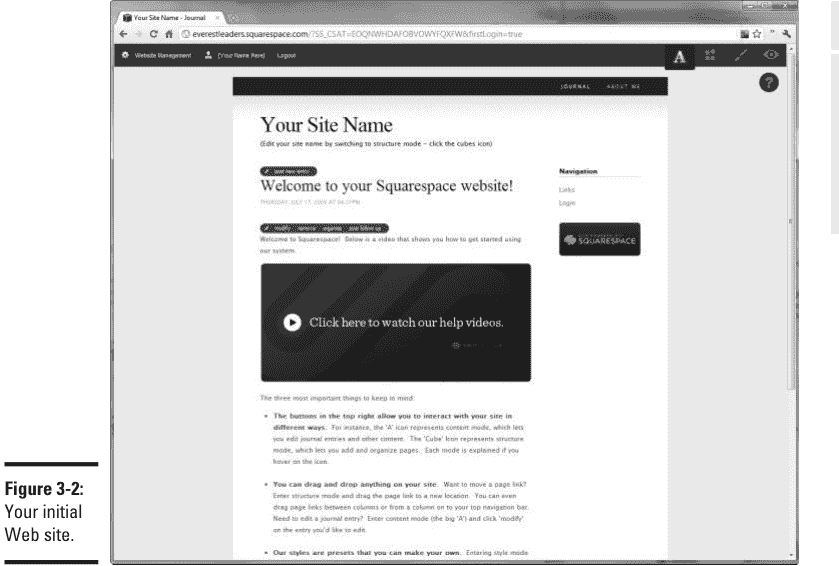 Your Site Name - Journal
everestleaders.squarespace.com/?SS_CSAT=EOQNWHDAFOBVOWYFQXFW&firstLogin=true
Website Management [Your Name Here] Logout
A
?
JOURNAL ABOUT ME
Your Site Name
(Edit your site name by switching to structure mode – click the cubes icon)
post new entry
Welcome to your Squarespace website!
modify remove organize post follow up
Welcome to Squarespace! Below is a video that shows you how to get started using
our system.
Click here to watch our help videos.
The three most important things to keep in mind:
• The buttons in the top right allow you to interact with your site in
different ways. For instance, the 'A' icon represents content mode, which lets
you edit journal entries and other content. The 'Cube' icon represents structure
mode, which lets you add and organize pages. Each mode is explained if you
hover on the icon.
• You can drag and drop anything on your site. Want to move a page link?
Enter structure mode and drag the page link to a new location. You can even
drag page links between columns or from a column on to your top navigation bar.
Need to edit a journal entry? Enter content mode (the big 'A') and click 'modify'
on the entry you'd like to edit.
• Our styles are presets that you can make your own. Entering style mode
Navigation
Links
Login
SQUARESPACE
Figure 3-2:
Your initial
Web site.